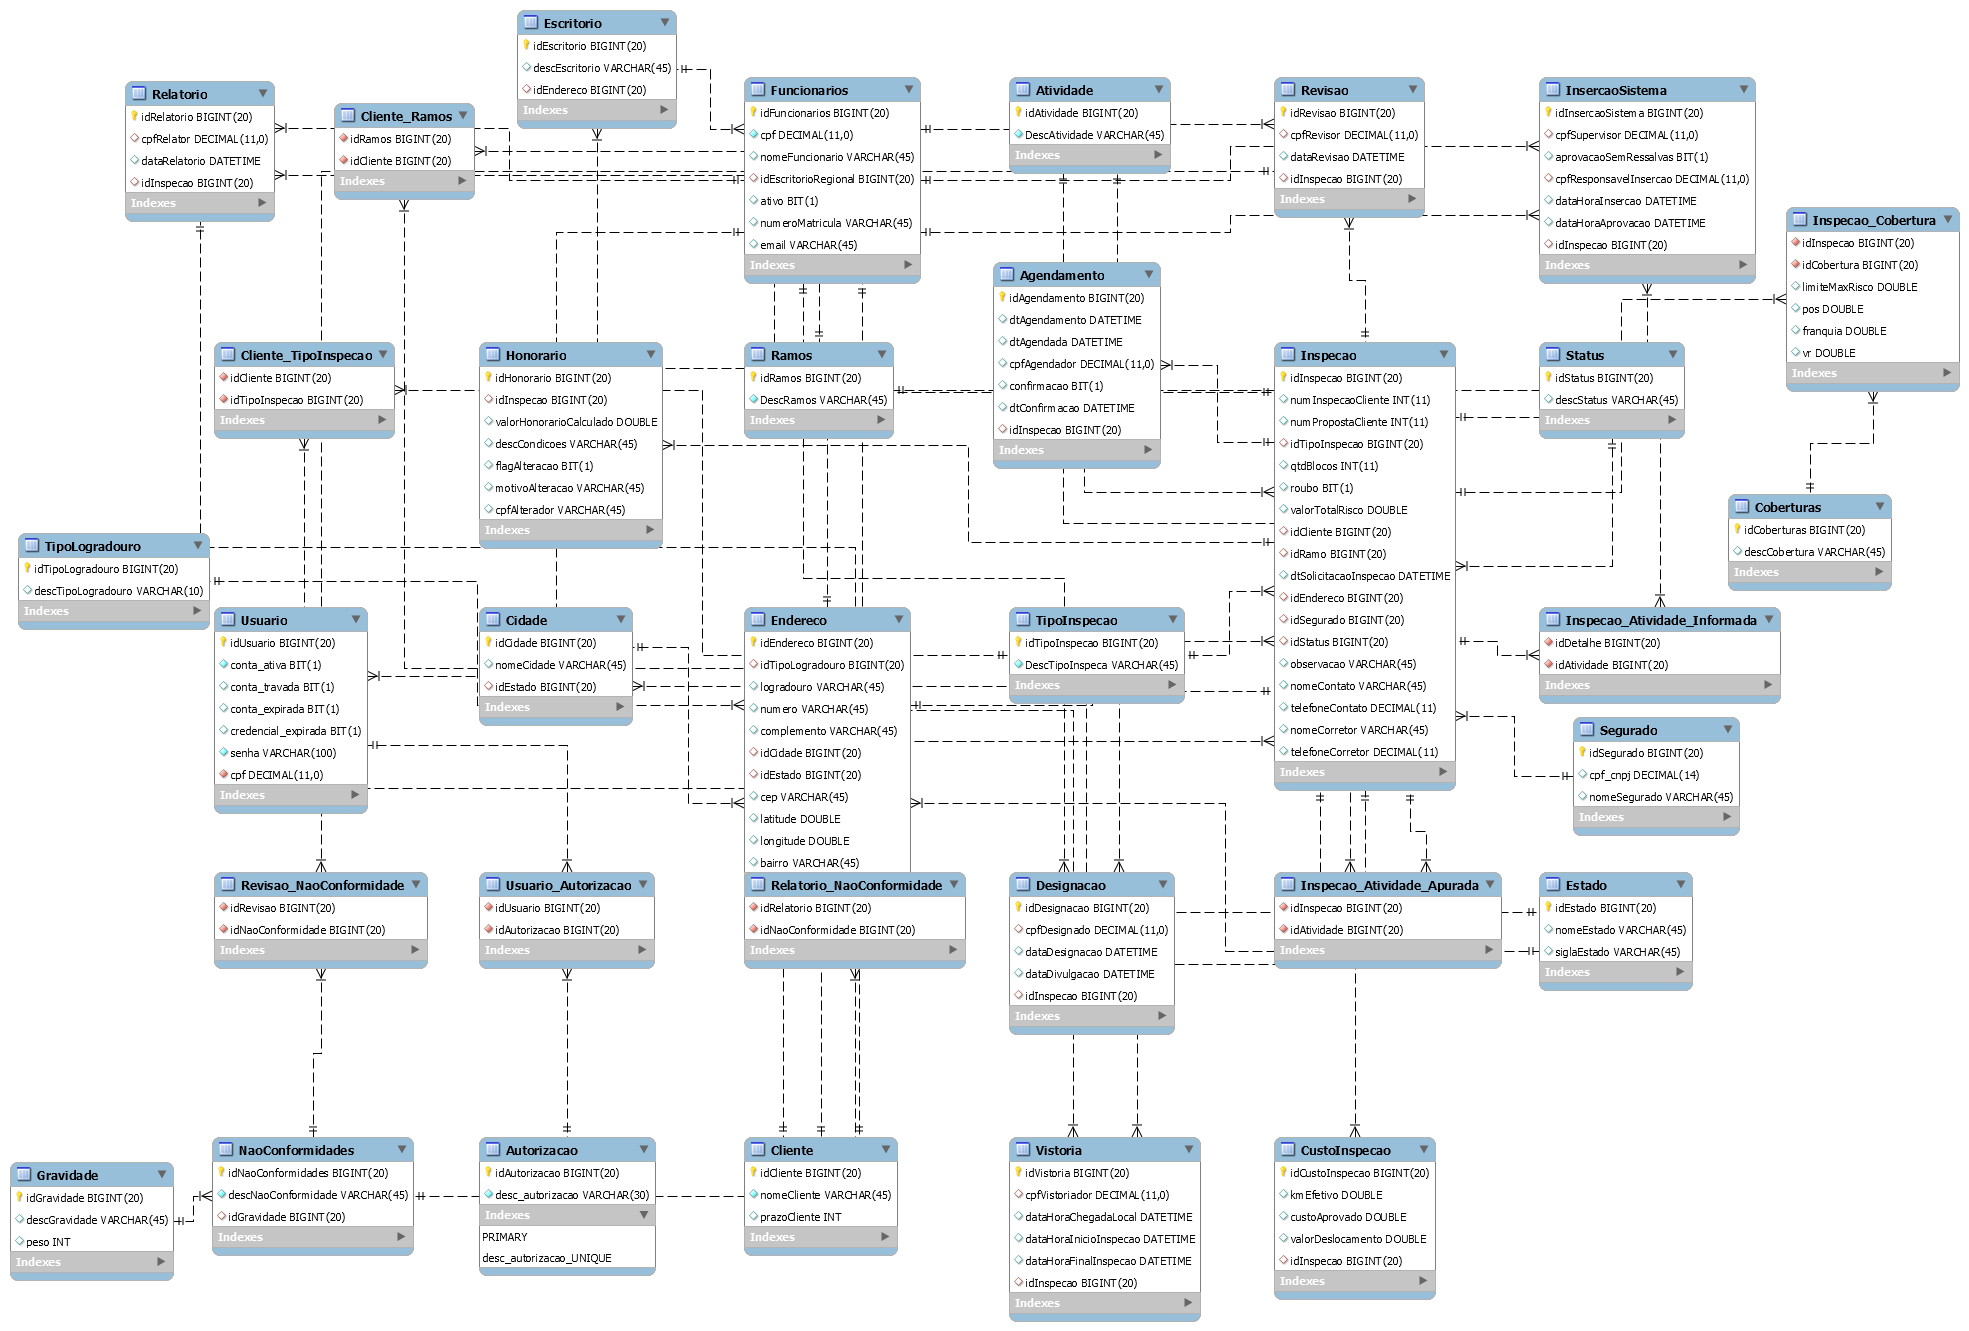 Escritorio
idEscritorio BIGINT(20)
descEscritorio VARCHAR(45)
idEndereco BIGINT(20)
Indexes
Relatorio
idRelatorio BIGINT(20)
cpfRelator DECIMAL(11,0)
dataRelatorio DATETIME
idInspecao BIGINT(20)
Indexes
Cliente_Ramos
idRamos BIGINT(20)
idCliente BIGINT(20)
Indexes
Funcionarios
idFuncionarios BIGINT(20)
cpf DECIMAL(11,0)
nomeFuncionario VARCHAR(45)
idEscritorioRegional BIGINT(20)
ativo BIT(1)
numeroMatricula VARCHAR(45)
email VARCHAR(45)
Indexes
Atividade
idAtividade BIGINT(20)
DescAtividade VARCHAR(45)
Indexes
Revisao
idRevisao BIGINT(20)
cpfRevisor DECIMAL(11,0)
dataRevisao DATETIME
idInspecao BIGINT(20)
Indexes
InsercaoSistema
idInsercaoSistema BIGINT(20)
cpfSupervisor DECIMAL(11,0)
aprovacaoSemRessalvas BIT(1)
cpfResponsavelInsercao DECIMAL(11,0)
dataHoraInsercao DATETIME
dataHoraAprovacao DATETIME
idInspecao BIGINT(20)
Indexes
Inspecao_Cobertura
idInspecao BIGINT(20)
idCobertura BIGINT(20)
limiteMaxRisco DOUBLE
pos DOUBLE
franquia DOUBLE
vr DOUBLE
Indexes
Agendamento
idAgendamento BIGINT(20)
dtAgendamento DATETIME
dtAgendada DATETIME
cpfAgendador DECIMAL(11,0)
confirmacao BIT(1)
dtConfirmacao DATETIME
idInspecao BIGINT(20)
Indexes
Cliente_TipoInspecao
idCliente BIGINT(20)
idTipoInspecao BIGINT(20)
Indexes
Honorario
idHonorario BIGINT(20)
idInspecao BIGINT(20)
valorHonorarioCalculado DOUBLE
descCondicoes VARCHAR(45)
flagAlteracao BIT(1)
motivoAlteracao VARCHAR(45)
cpfAlterador VARCHAR(45)
Indexes
Ramos
idRamos BIGINT(20)
DescRamos VARCHAR(45)
Indexes
Inspecao
idInspecao BIGINT(20)
numInspecaoCliente INT(11)
numPropostaCliente INT(11)
idTipoInspecao BIGINT(20)
qtdBlocos INT(11)
roubo BIT(1)
valorTotalRisco DOUBLE
idCliente BIGINT(20)
idRamo BIGINT(20)
dtSolicitacaoInspecao DATETIME
idEndereco BIGINT(20)
idSegurado BIGINT(20)
idStatus BIGINT(20)
observacao VARCHAR(45)
nomeContato VARCHAR(45)
telefoneContato DECIMAL(11)
nomeCorretor VARCHAR(45)
telefoneCorretor DECIMAL(11)
Indexes
Status
idStatus BIGINT(20)
descStatus VARCHAR(45)
Indexes
Coberturas
idCoberturas BIGINT(20)
descCobertura VARCHAR(45)
Indexes
TipoLogradouro
idTipoLogradouro BIGINT(20)
descTipoLogradouro VARCHAR(10)
Indexes
Usuario
idUsuario BIGINT(20)
conta_ativa BIT(1)
conta_travada BIT(1)
conta_expirada BIT(1)
credencial_expirada BIT(1)
senha VARCHAR(100)
cpf DECIMAL(11,0)
Indexes
Cidade
idCidade BIGINT(20)
nomeCidade VARCHAR(45)
idEstado BIGINT(20)
Indexes
Endereco
idEndereco BIGINT(20)
idTipoLogradouro BIGINT(20)
logradouro VARCHAR(45)
numero VARCHAR(45)
complemento VARCHAR(45)
idCidade BIGINT(20)
idEstado BIGINT(20)
cep VARCHAR(45)
latitude DOUBLE
longitude DOUBLE
bairro VARCHAR(45)
TipoInspecao
idTipoInspecao BIGINT(20)
DescTipoInspeca VARCHAR(45)
Indexes
Inspecao_Atividade_Informada
idDetalhe BIGINT(20)
idAtividade BIGINT(20)
Indexes
Segurado
idSegurado BIGINT(20)
cpf_cnpj DECIMAL(14)
nomeSegurado VARCHAR(45)
Indexes
Revisao_NaoConformidade
idRevisao BIGINT(20)
idNaoConformidade BIGINT(20)
Indexes
Usuario_Autorizacao
idUsuario BIGINT(20)
idAutorizacao BIGINT(20)
Indexes
Relatorio_NaoConformidade
idRelatorio BIGINT(20)
idNaoConformidade BIGINT(20)
Indexes
Designacao
idDesignacao BIGINT(20)
cpfDesignado DECIMAL(11,0)
dataDesignacao DATETIME
dataDivulgacao DATETIME
idInspecao BIGINT(20)
Indexes
Inspecao_Atividade_Apurada
idInspecao BIGINT(20)
idAtividade BIGINT(20)
Indexes
Estado
idEstado BIGINT(20)
nomeEstado VARCHAR(45)
siglaEstado VARCHAR(45)
Indexes
Gravidade
idGravidade BIGINT(20)
descGravidade VARCHAR(45)
peso INT
Indexes
NaoConformidades
idNaoConformidades BIGINT(20)
descNaoConformidade VARCHAR(45)
idGravidade BIGINT(20)
Indexes
Autorizacao
idAutorizacao BIGINT(20)
desc_autorizacao VARCHAR(30)
Indexes
PRIMARY
desc_autorizacao_UNIQUE
Cliente
idCliente BIGINT(20)
nomeCliente VARCHAR(45)
prazoCliente INT
Indexes
Vistoria
idVistoria BIGINT(20)
cpfVistoriador DECIMAL(11,0)
dataHoraChegadaLocal DATETIME
dataHoraInicioInspecao DATETIME
dataHoraFinalInspecao DATETIME
idInspecao BIGINT(20)
Indexes
CustoInspecao
idCustoInspecao BIGINT(20)
kmEfetivo DOUBLE
custoAprovado DOUBLE
valorDeslocamento DOUBLE
idInspecao BIGINT(20)
Indexes